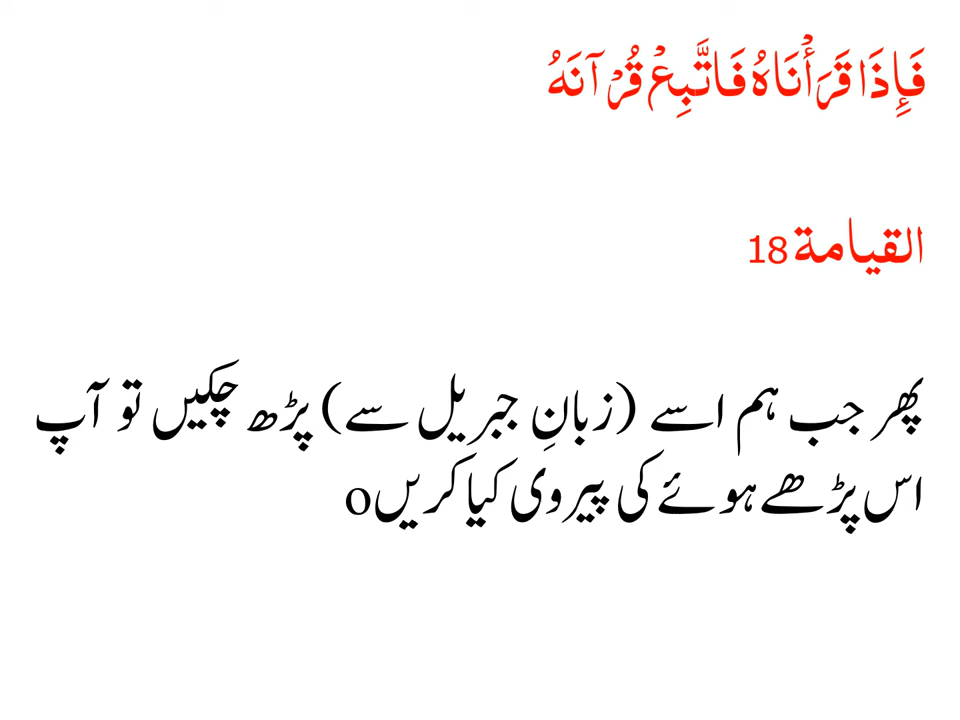 فَإِذَا قَرَأْنَاهُ فَاتَّبِعْ قُرْآنَهُ
القيامة 18
پھر جب ہم اسے (زبانِ جبریل سے) پڑھ چکیں تو آپ
اس پڑھے ہوئے کی پیروی کیا کریںo